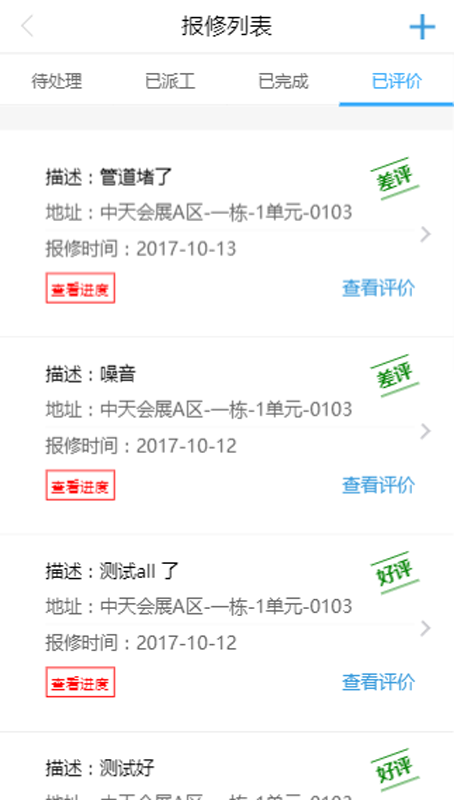 报修列表
待处理 已派工 已完成 已评价
描述：管道堵了 差评
地址：中天会展A区-一栋-1单元-0103
报修时间：2017-10-13
查看进度 查看评价
描述：噪音 差评
地址：中天会展A区-一栋-1单元-0103
报修时间：2017-10-12
查看进度 查看评价
描述：测试all 了 好评
地址：中天会展A区-一栋-1单元-0103
报修时间：2017-10-12
查看进度 查看评价
描述：测试好 好评